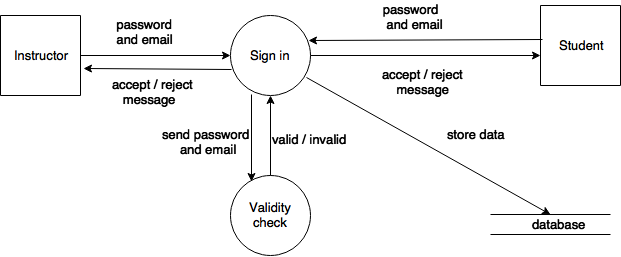 password
and email
password
and email
Instructor
Sign in
Student
accept / reject
message
accept / reject
message
send password
and email
valid / invalid
store data
Validity
check
database